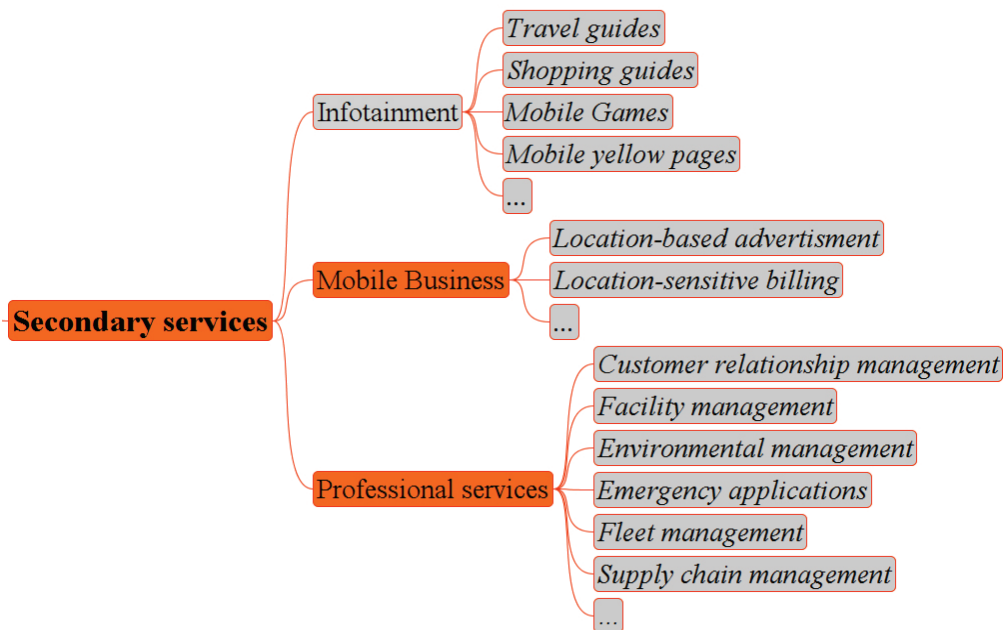 Secondary services
Infotainment
Travel guides
Shopping guides
Mobile Games
Mobile yellow pages
...
Mobile Business
Location-based advertisment
Location-sensitive billing
...
Professional services
Customer relationship management
Facility management
Environmental management
Emergency applications
Fleet management
Supply chain management
...